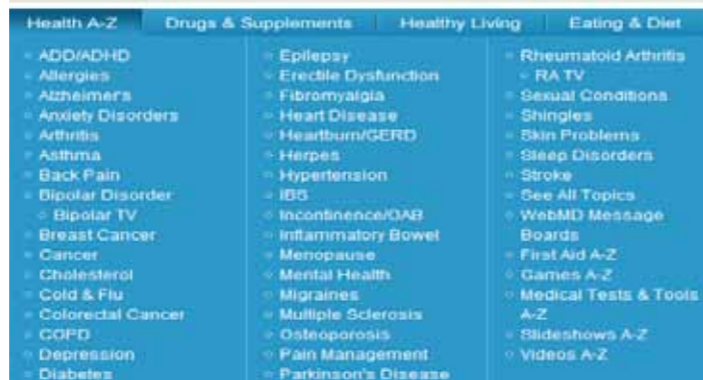 Health A-Z
Drugs & Supplements
Healthy Living
Eating & Diet
ADD/ADHD
Allergies
Alzheimer's
Anxiety Disorders
Arthritis
Asthma
Back Pain
Bipolar Disorder
Bipolar TV
Breast Cancer
Cancer
Cholesterol
Cold & Flu
Colorectal Cancer
COPD
Depression
Diabetes
Epilepsy
Erectile Dysfunction
Fibromyalgia
Heart Disease
Heartburn/GERD
Herpes
Hypertension
IBS
Incontinence/OAB
Inflammatory Bowel
Menopause
Mental Health
Migraines
Multiple Sclerosis
Osteoporosis
Pain Management
Parkinson's Disease
Rheumatoid Arthritis
RA TV
Sexual Conditions
Shingles
Skin Problems
Sleep Disorders
Stroke
See All Topics
WebMD Message
Boards
First Aid A-Z
Games A-Z
Medical Tests & Tools
A-Z
Slideshows A-Z
Videos A-Z